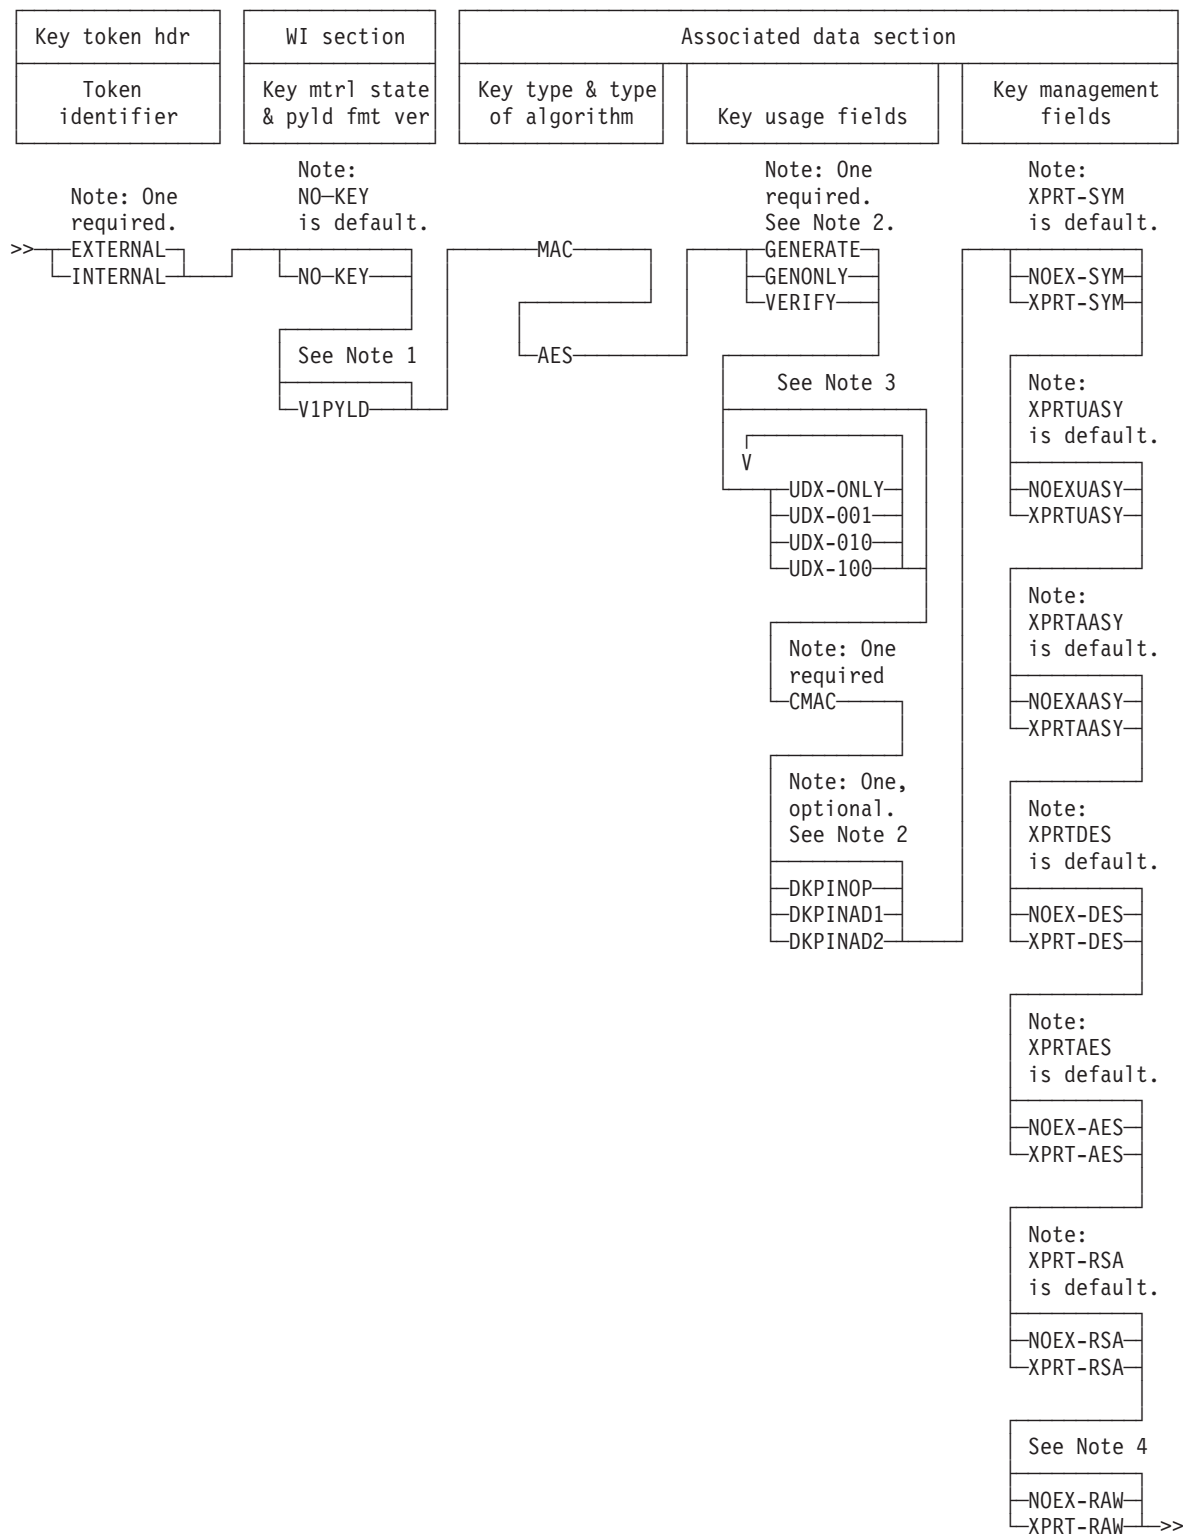 Key token hdr
WI section
Associated data section
Token
identifier
Key mtrl state
& pyld fmt ver
Key type & type
of algorithm
Key usage fields
Key management
fields
Note: One
required.
>>
EXTERNAL
INTERNAL
Note:
NO-KEY
is default.
NO-KEY
See Note 1
V1PYLD
MAC
AES
Note: One
required.
See Note 2.
GENERATE
GENONLY
VERIFY
See Note 3
V
UDX-ONLY
UDX-001
UDX-010
UDX-100
Note: One
required
CMAC
Note: One,
optional.
See Note 2
DKPINOP
DKPINAD1
DKPINAD2
Note:
XPRT-SYM
is default.
NOEX-SYM
XPRT-SYM
Note:
XPRTUASY
is default.
NOEXUASY
XPRTUASY
Note:
XPRTAASY
is default.
NOEXAASY
XPRTAASY
Note:
XPRTDES
is default.
NOEX-DES
XPRT-DES
Note:
XPRTAES
is default.
NOEX-AES
XPRT-AES
Note:
XPRT-RSA
is default.
NOEX-RSA
XPRT-RSA
See Note 4
NOEX-RAW
XPRT-RAW
>>